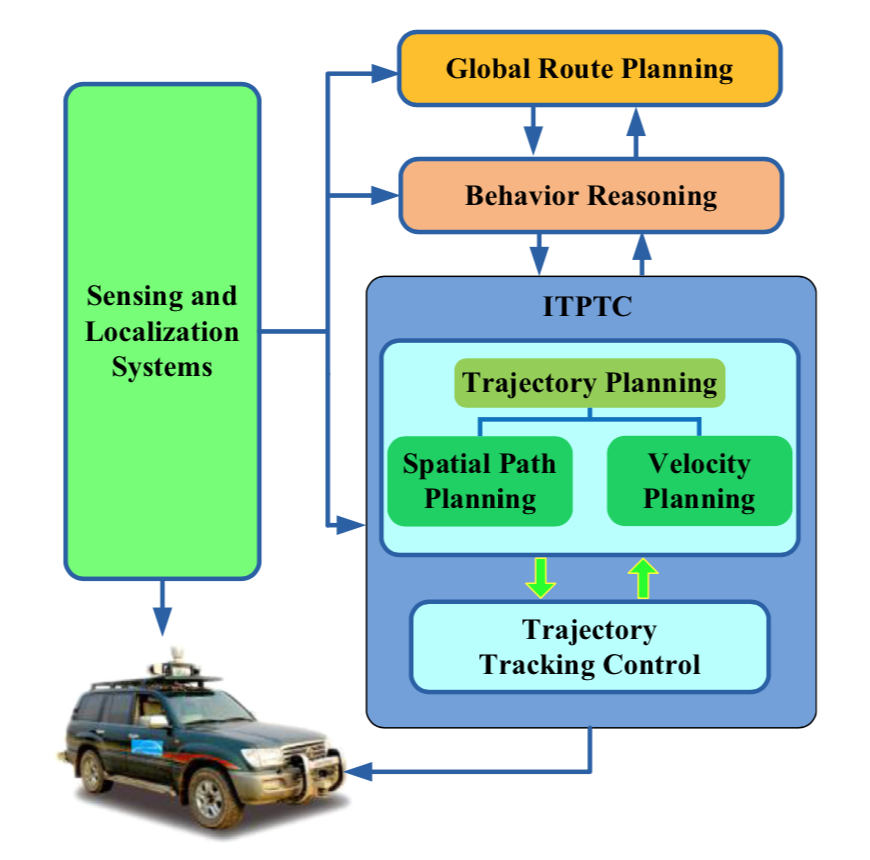 Global Route Planning
Behavior Reasoning
Sensing and
Localization
Systems
ITPTC
Trajectory Planning
Spatial Path
Planning
Velocity
Planning
Trajectory
Tracking Control